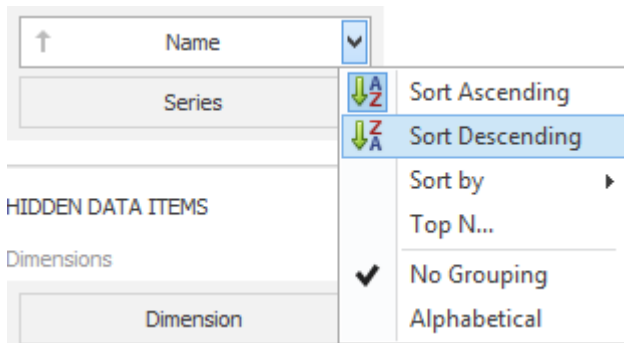 Name
Series
Sort Ascending
Sort Descending
Sort by
Top N...
No Grouping
Alphabetical
HIDDEN DATA ITEMS
Dimensions
Dimension